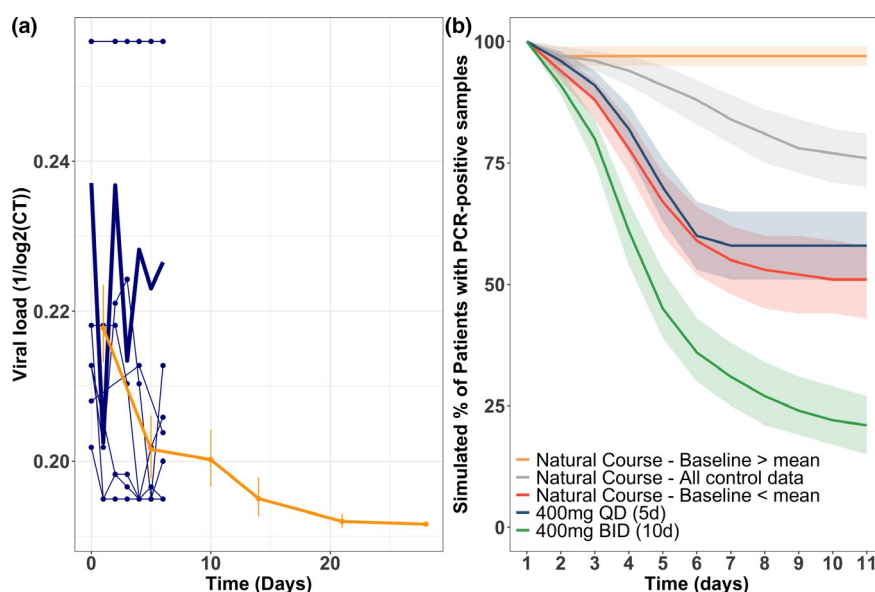 (a)
Viral load (1/log2(CT))
0.24
0.22
0.20
0
10
20
Time (Days)
(b)
Simulated % of Patients with PCR-positive samples
100
75
50
25
0
Natural Course - Baseline > mean
Natural Course - All control data
Natural Course - Baseline < mean
400mg QD (5d)
400mg BID (10d)
1 2 3 4 5 6 7 8 9 10 11
Time (days)